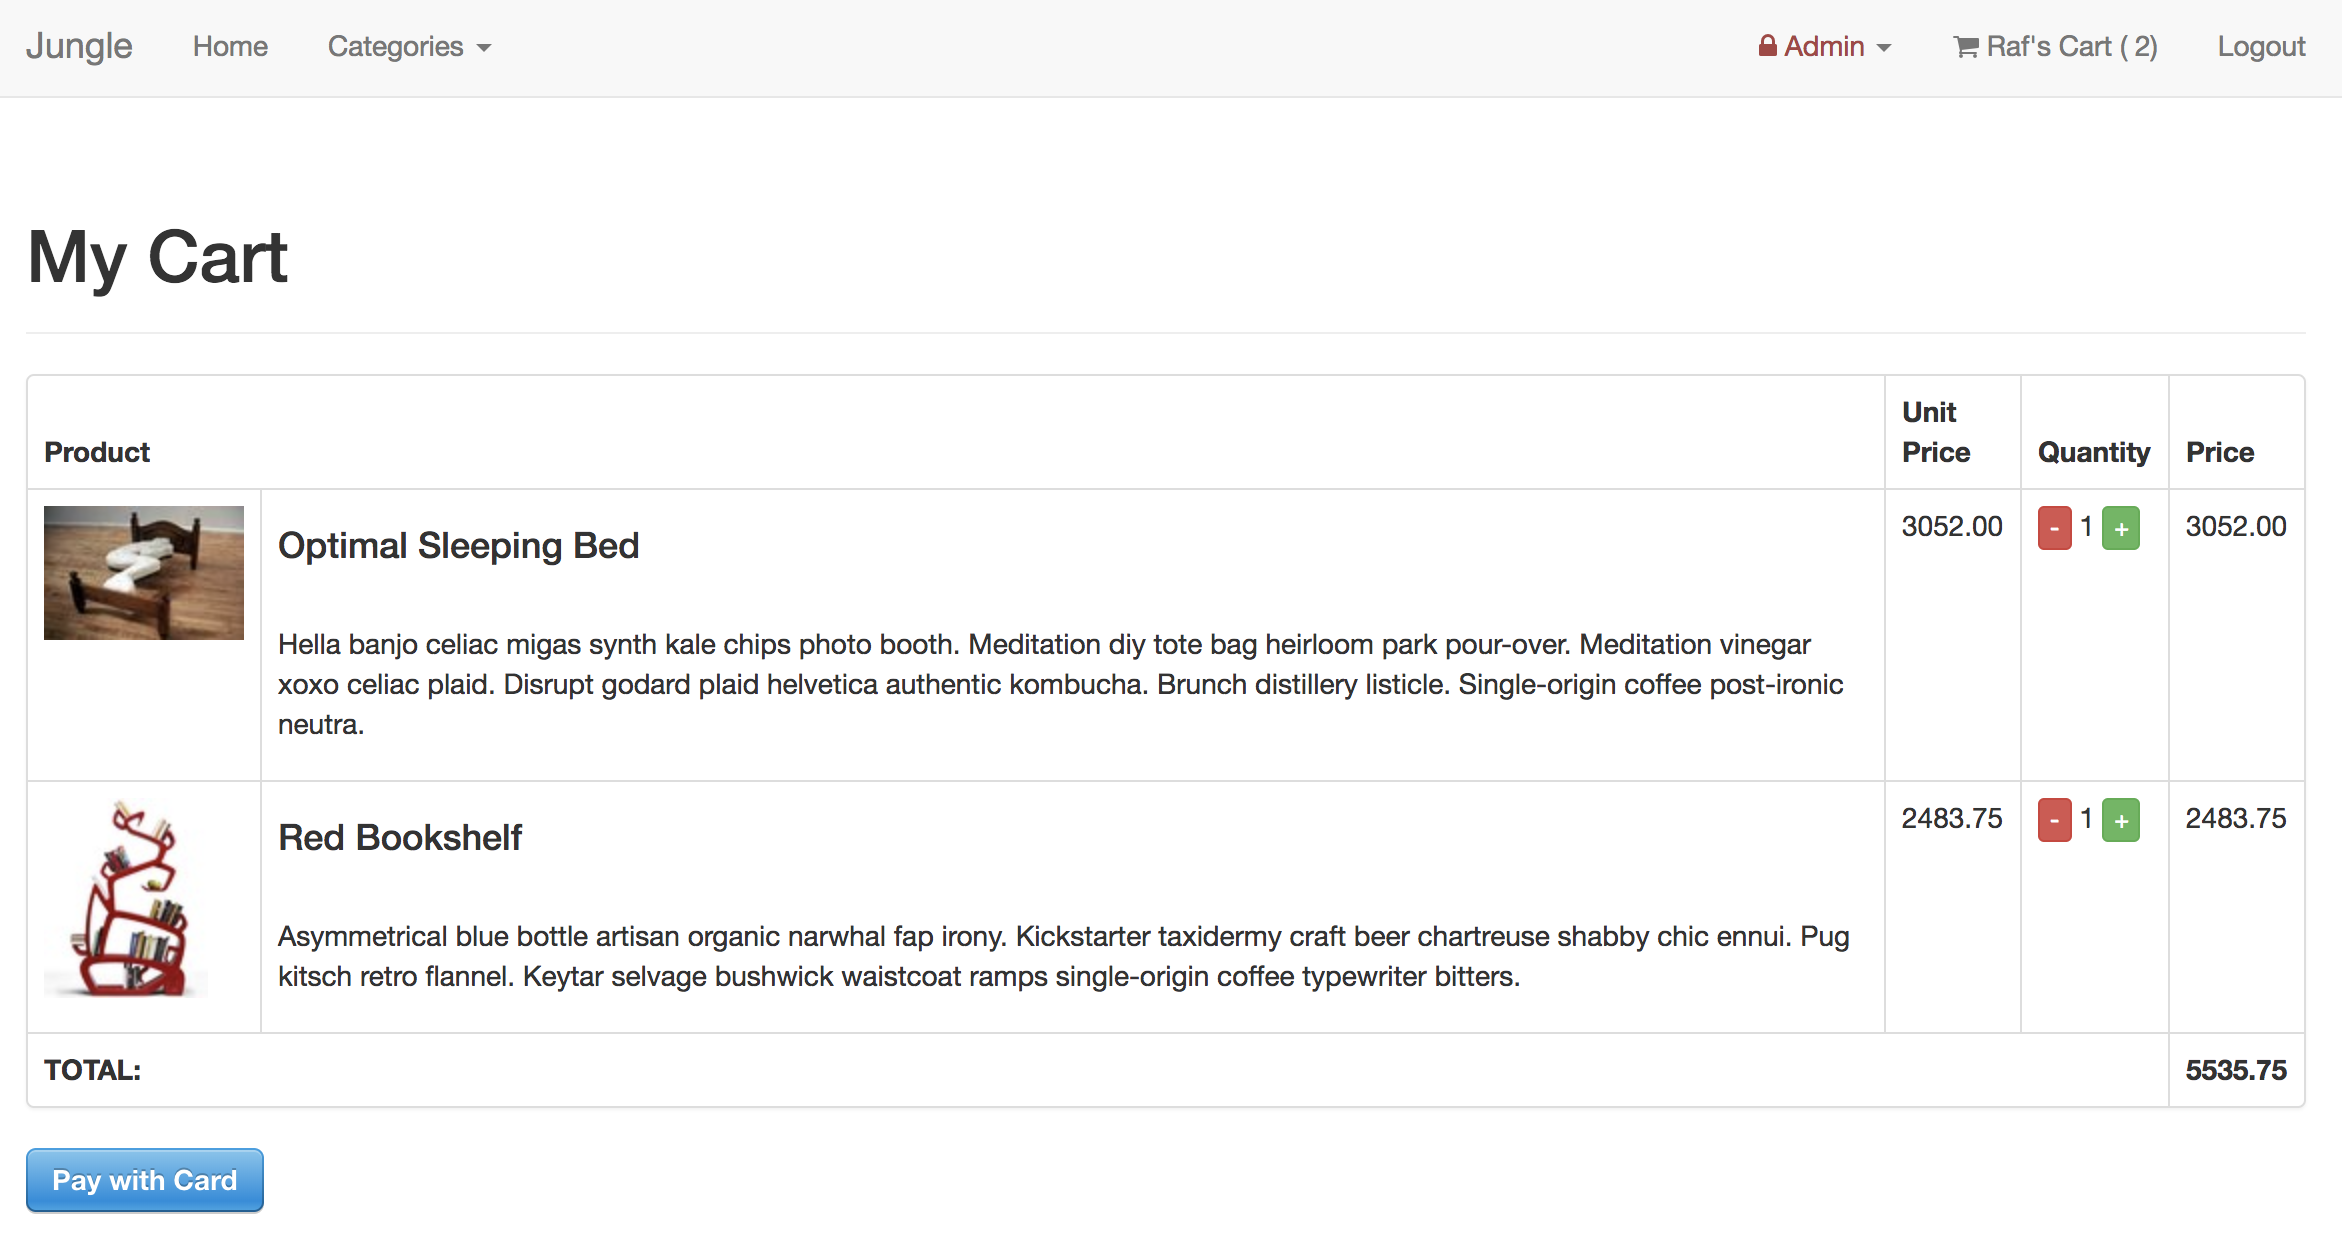 Jungle Home Categories Admin Raf's Cart ( 2) Logout
My Cart
Product Unit Price Quantity Price
Optimal Sleeping Bed 3052.00 - 1 + 3052.00
Hella banjo celiac migas synth kale chips photo booth. Meditation diy tote bag heirloom park pour-over. Meditation vinegar
xoxo celiac plaid. Disrupt godard plaid helvetica authentic kombucha. Brunch distillery listicle. Single-origin coffee post-ironic
neutra.
Red Bookshelf 2483.75 - 1 + 2483.75
Asymmetrical blue bottle artisan organic narwhal fap irony. Kickstarter taxidermy craft beer chartreuse shabby chic ennui. Pug
kitsch retro flannel. Keytar selvage bushwick waistcoat ramps single-origin coffee typewriter bitters.
TOTAL: 5535.75
Pay with Card